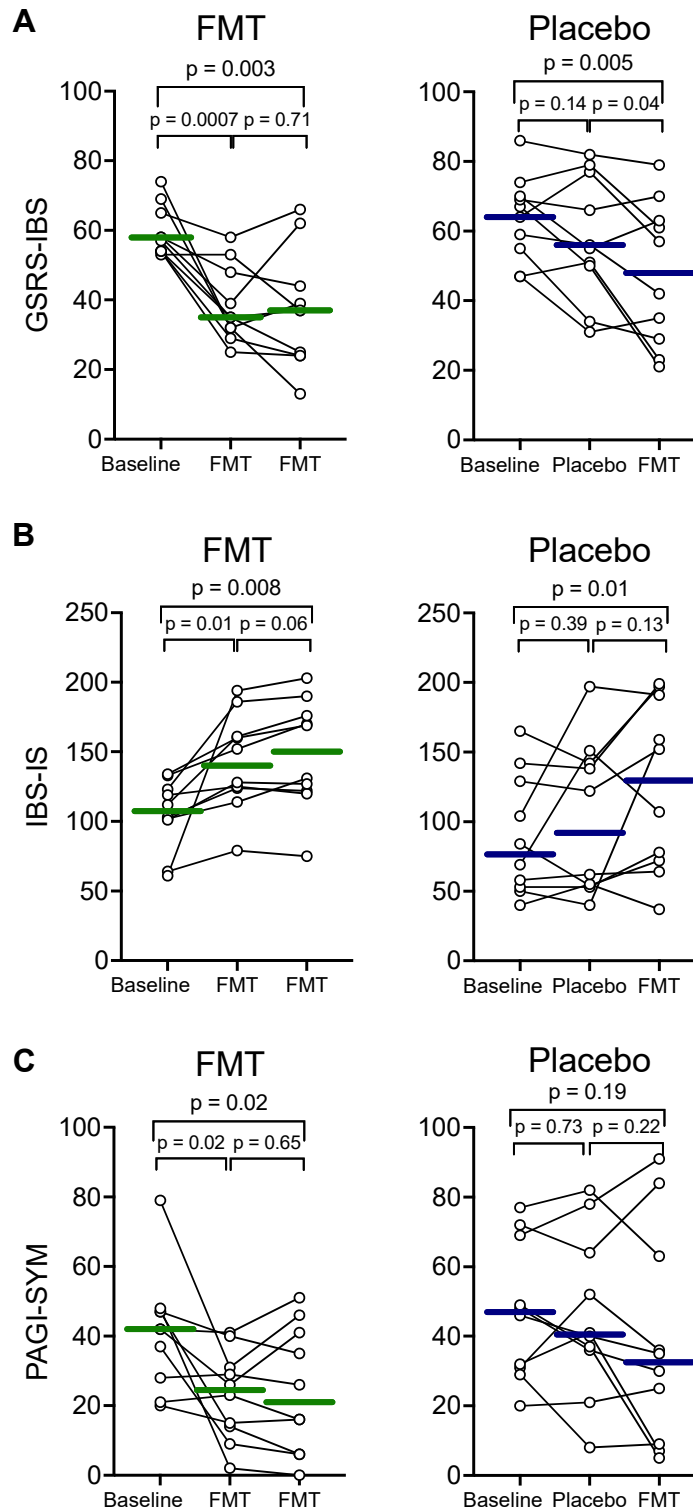 A
FMT Placebo
p = 0.003 p = 0.005
p = 0.0007 p = 0.71 p = 0.14 p = 0.04
GSRS-IBS
100 100
80 80
60 60
40 40
20 20
0 0
Baseline FMT FMT Baseline Placebo FMT
B
FMT Placebo
p = 0.008 p = 0.01
p = 0.01 p = 0.06 p = 0.39 p = 0.13
IBS-IS
250 250
200 200
150 150
100 100
50 50
0 0
Baseline FMT FMT Baseline Placebo FMT
C
FMT Placebo
p = 0.02 p = 0.19
p = 0.02 p = 0.65 p = 0.73 p = 0.22
PAGI-SYM
100 100
80 80
60 60
40 40
20 20
0 0
Baseline FMT FMT Baseline Placebo FMT